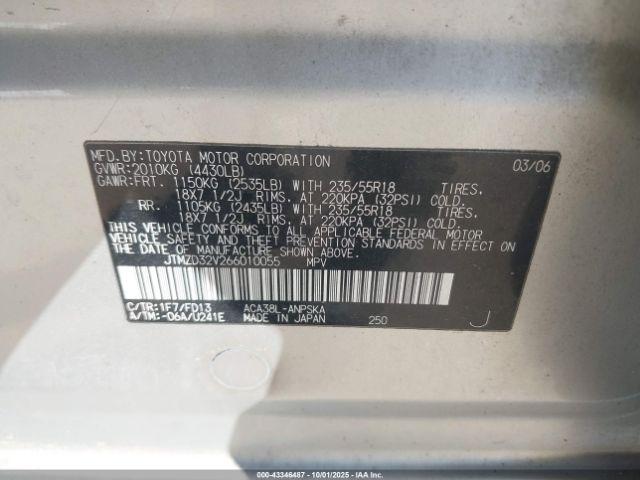 MFD.BY:TOYOTA MOTOR CORPORATION 03/06
GVWR:2010KG (4430LB)
GAWR:FRT. 1150KG (2535LB) WITH 235/55R18 TIRES.
18X7 1/2J RIMS. AT 220KPA (32PSI) COLD.
RR. 1105KG (2435LB) WITH 235/55R18 TIRES.
18X7 1/2J RIMS. AT 220KPA (32PSI) COLD.
THIS VEHICLE CONFORMS TO ALL APPLICABLE FEDERAL MOTOR
VEHICLE SAFETY AND THEFT PREVENTION STANDARDS IN EFFECT ON
THE DATE OF MANUFACTURE SHOWN ABOVE.
JTMZD32V266010055 MPV
C/TR:1F7/FD13 ACA38L-ANPSKA
A/TM:-06A/U241E MADE IN JAPAN 250 J
© COPART - 43346487 - 10/01/2025 - IAA, Inc.